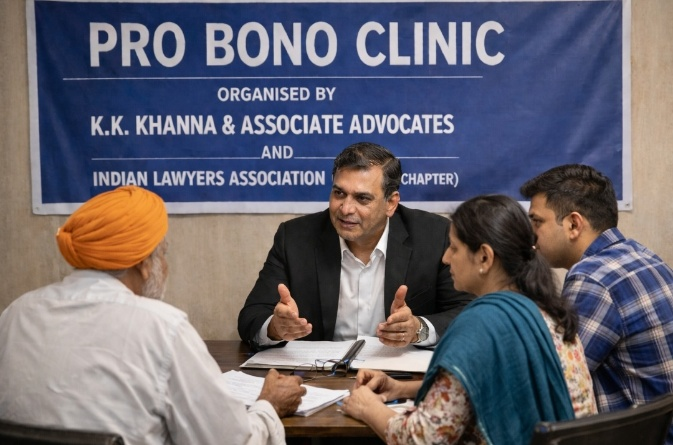 PRO BONO CLINIC
ORGANISED BY
K.K. KHANNA & ASSOCIATE ADVOCATES
AND
INDIAN LAWYERS ASSOCIATION CHAPTER)